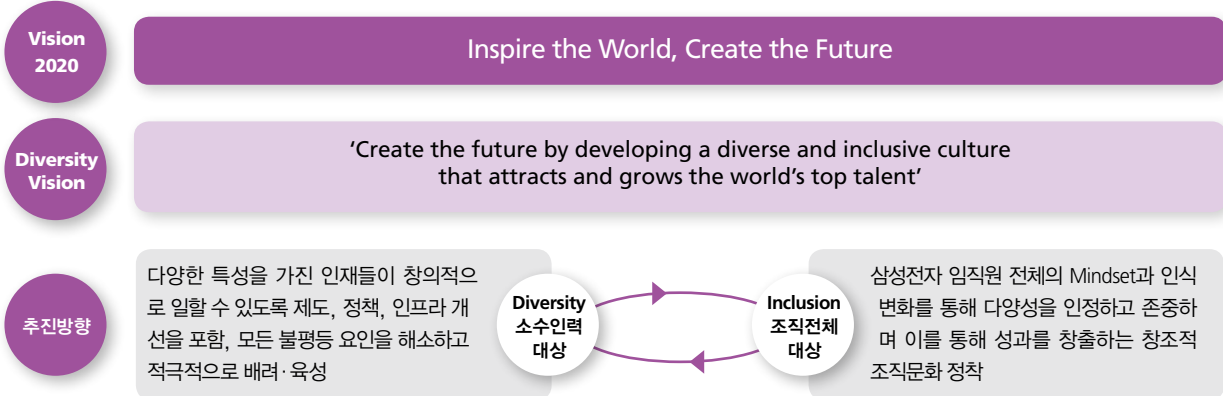 Vision
2020
Inspire the World, Create the Future
Diversity
Vision
‘Create the future by developing a diverse and inclusive culture
that attracts and grows the world’s top talent’
추진방향
다양한 특성을 가진 인재들이 창의적으
로 일할 수 있도록 제도, 정책, 인프라 개
선을 포함, 모든 불평등 요인을 해소하고
적극적으로 배려·육성
Diversity
소수인력
대상
Inclusion
조직전체
대상
삼성전자 임직원 전체의 Mindset과 인식
변화를 통해 다양성을 인정하고 존중하
며 이를 통해 성과를 창출하는 창조적
조직문화 정착